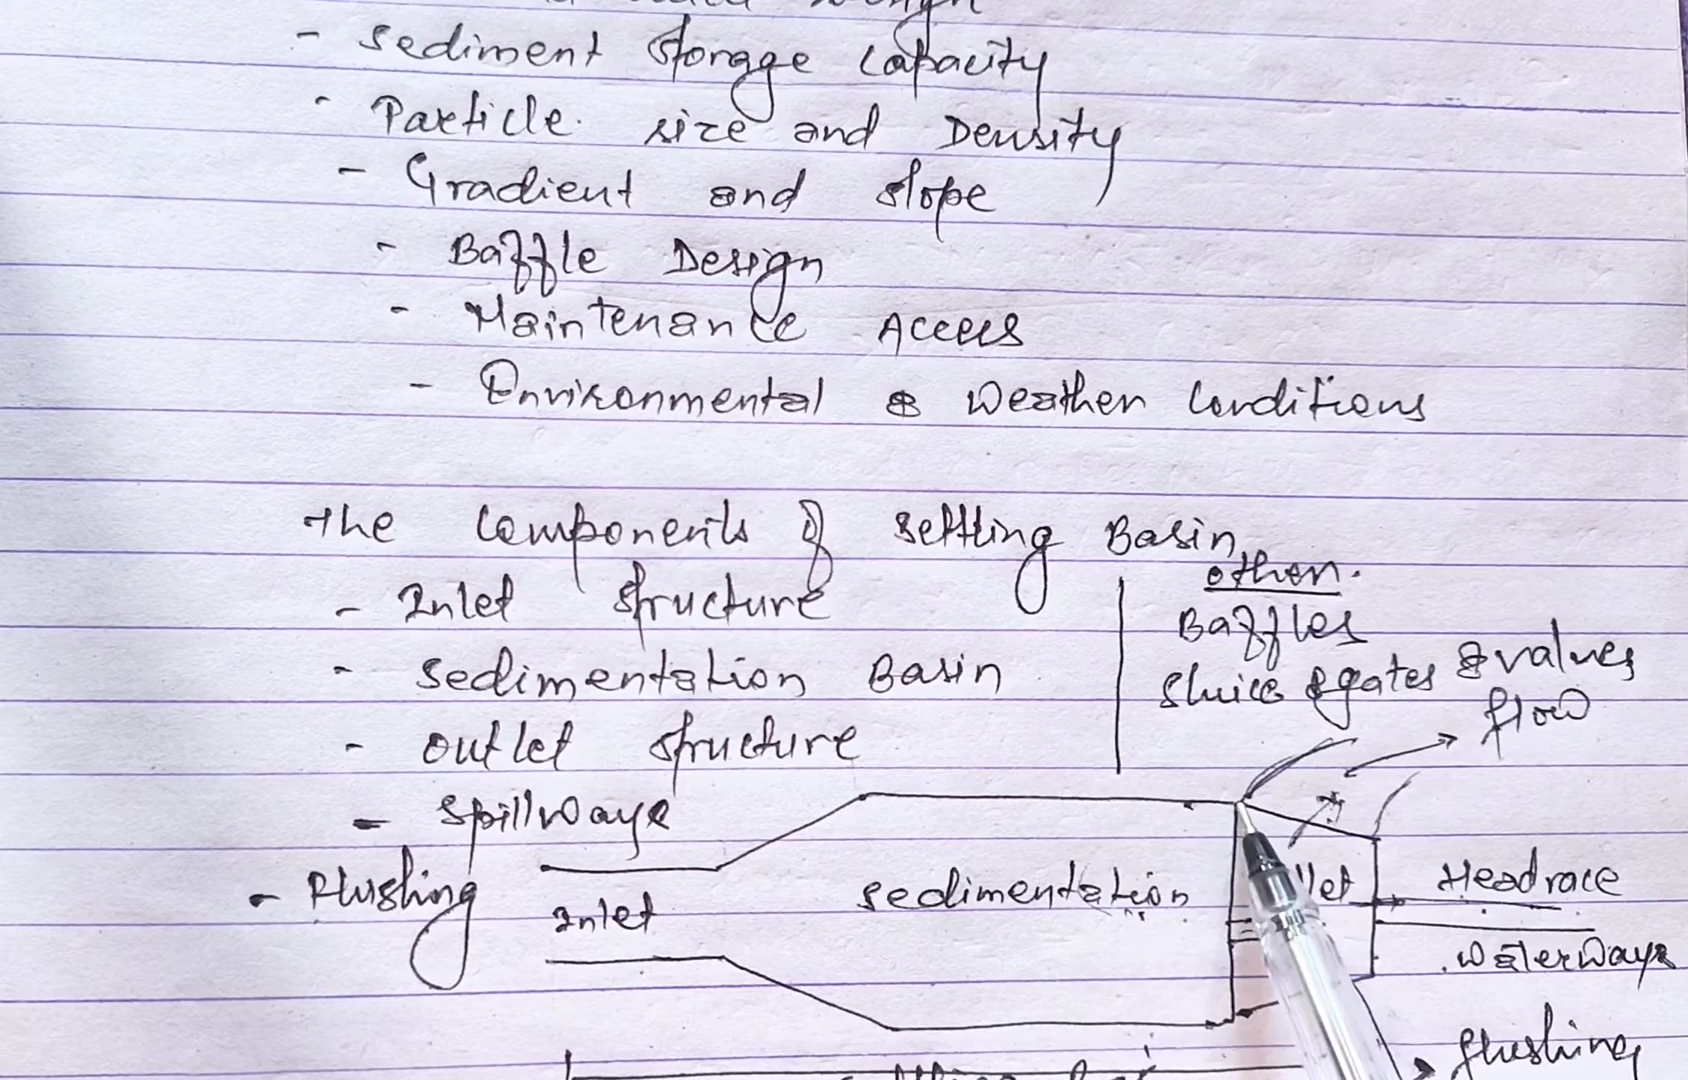 Design
- Sediment storage capacity
- Particle size and Density
- Gradient and slope
- Baffle Design
- Maintenance Access
- Environmental & Weather conditions
The components of settling Basin
- Inlet structure
- Sedimentation Basin
- outlet structure
- spillways
- Flushing
other.
Baffles
sluice gates & values
flow
Inlet
sedimentation
llet
Headrace
waterways
flushing